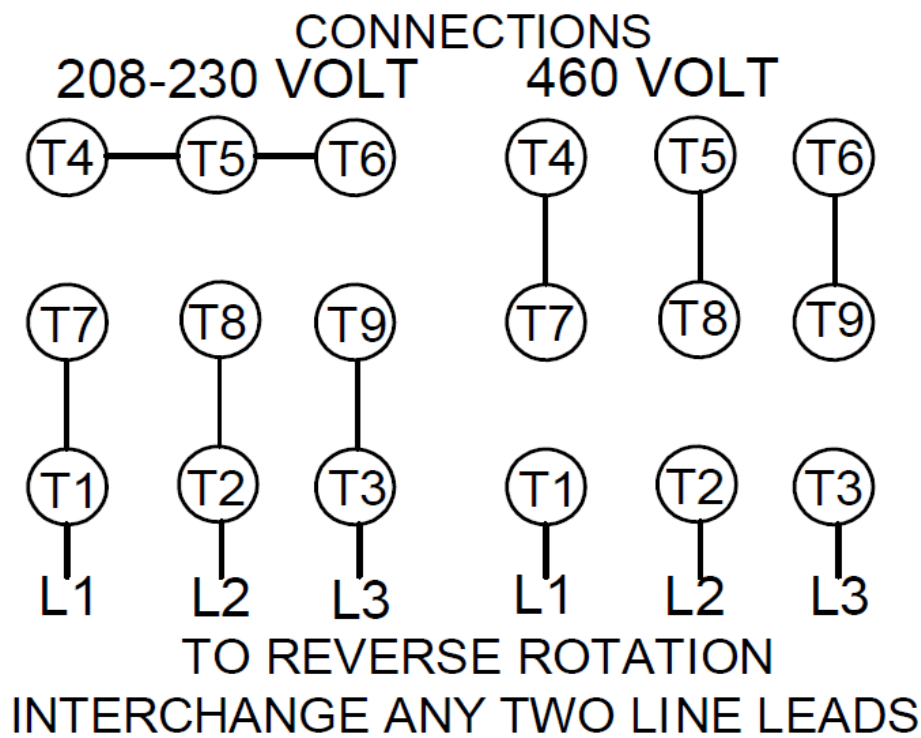 CONNECTIONS
208-230 VOLT 460 VOLT
T4 T5 T6 T4 T5 T6
T7 T8 T9 T7 T8 T9
T1 T2 T3 T1 T2 T3
L1 L2 L3 L1 L2 L3
TO REVERSE ROTATION
INTERCHANGE ANY TWO LINE LEADS